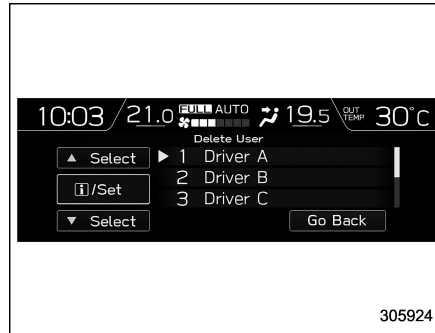 10:03 21.0 FULL AUTO 19.5 OUT TEMP 30°C
Delete User
▲ Select ▶ 1 Driver A
i/Set 2 Driver B
3 Driver C
▼ Select Go Back
305924